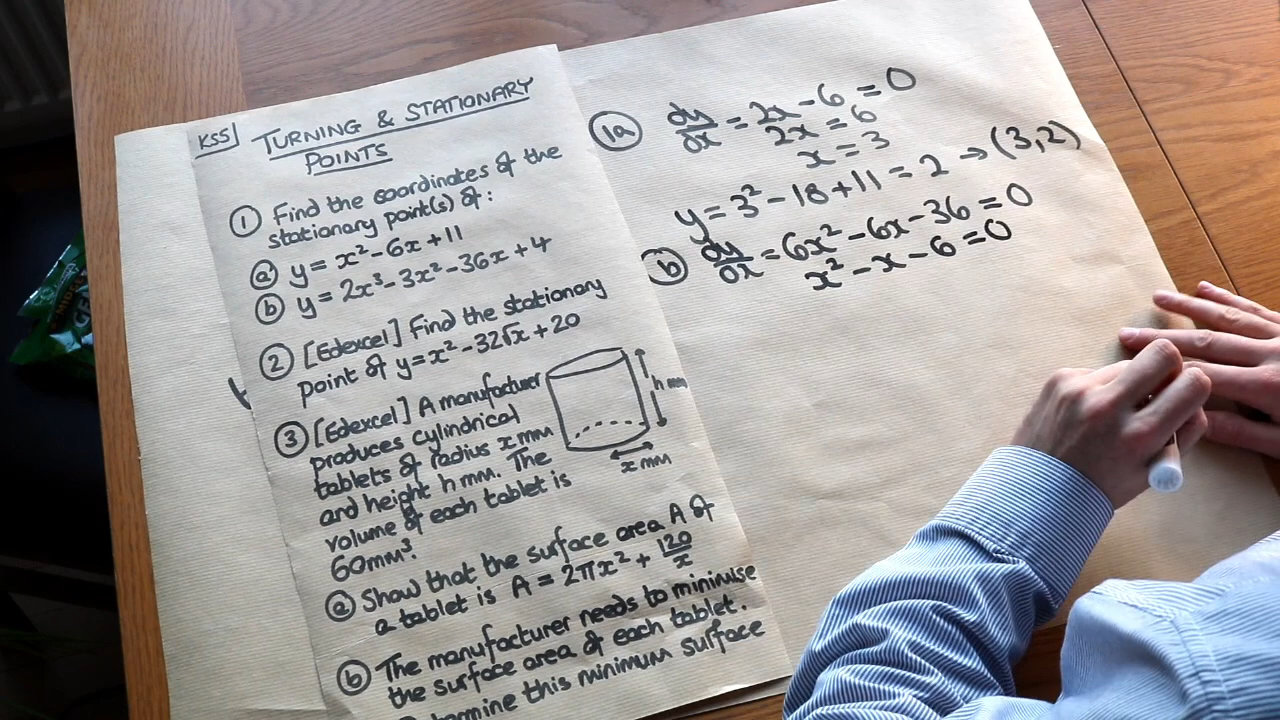 KS5
TURNING & STATIONARY
POINTS
① Find the coordinates of the
stationary point(s) of:
ⓐ y = x² - 6x + 11
ⓑ y = 2x³ - 3x² - 36x + 4
② [Edexcel] Find the stationary
point of y = x² - 32√x + 20
③ [Edexcel] A manufacturer
produces cylindrical
tablets of radius x mm
and height h mm. The
volume of each tablet is
60mm³.
h mm
x mm
ⓐ Show that the surface area A of
a tablet is A = 2πx² + 120/x
ⓑ The manufacturer needs to minimise
the surface area of each tablet.
this minimum surface
1a dy/dx = 2x - 6 = 0
2x = 6
x = 3
y = 3² - 18 + 11 = 2 → (3,2)
ⓑ dy/dx = 6x² - 6x - 36 = 0
x² - x - 6 = 0